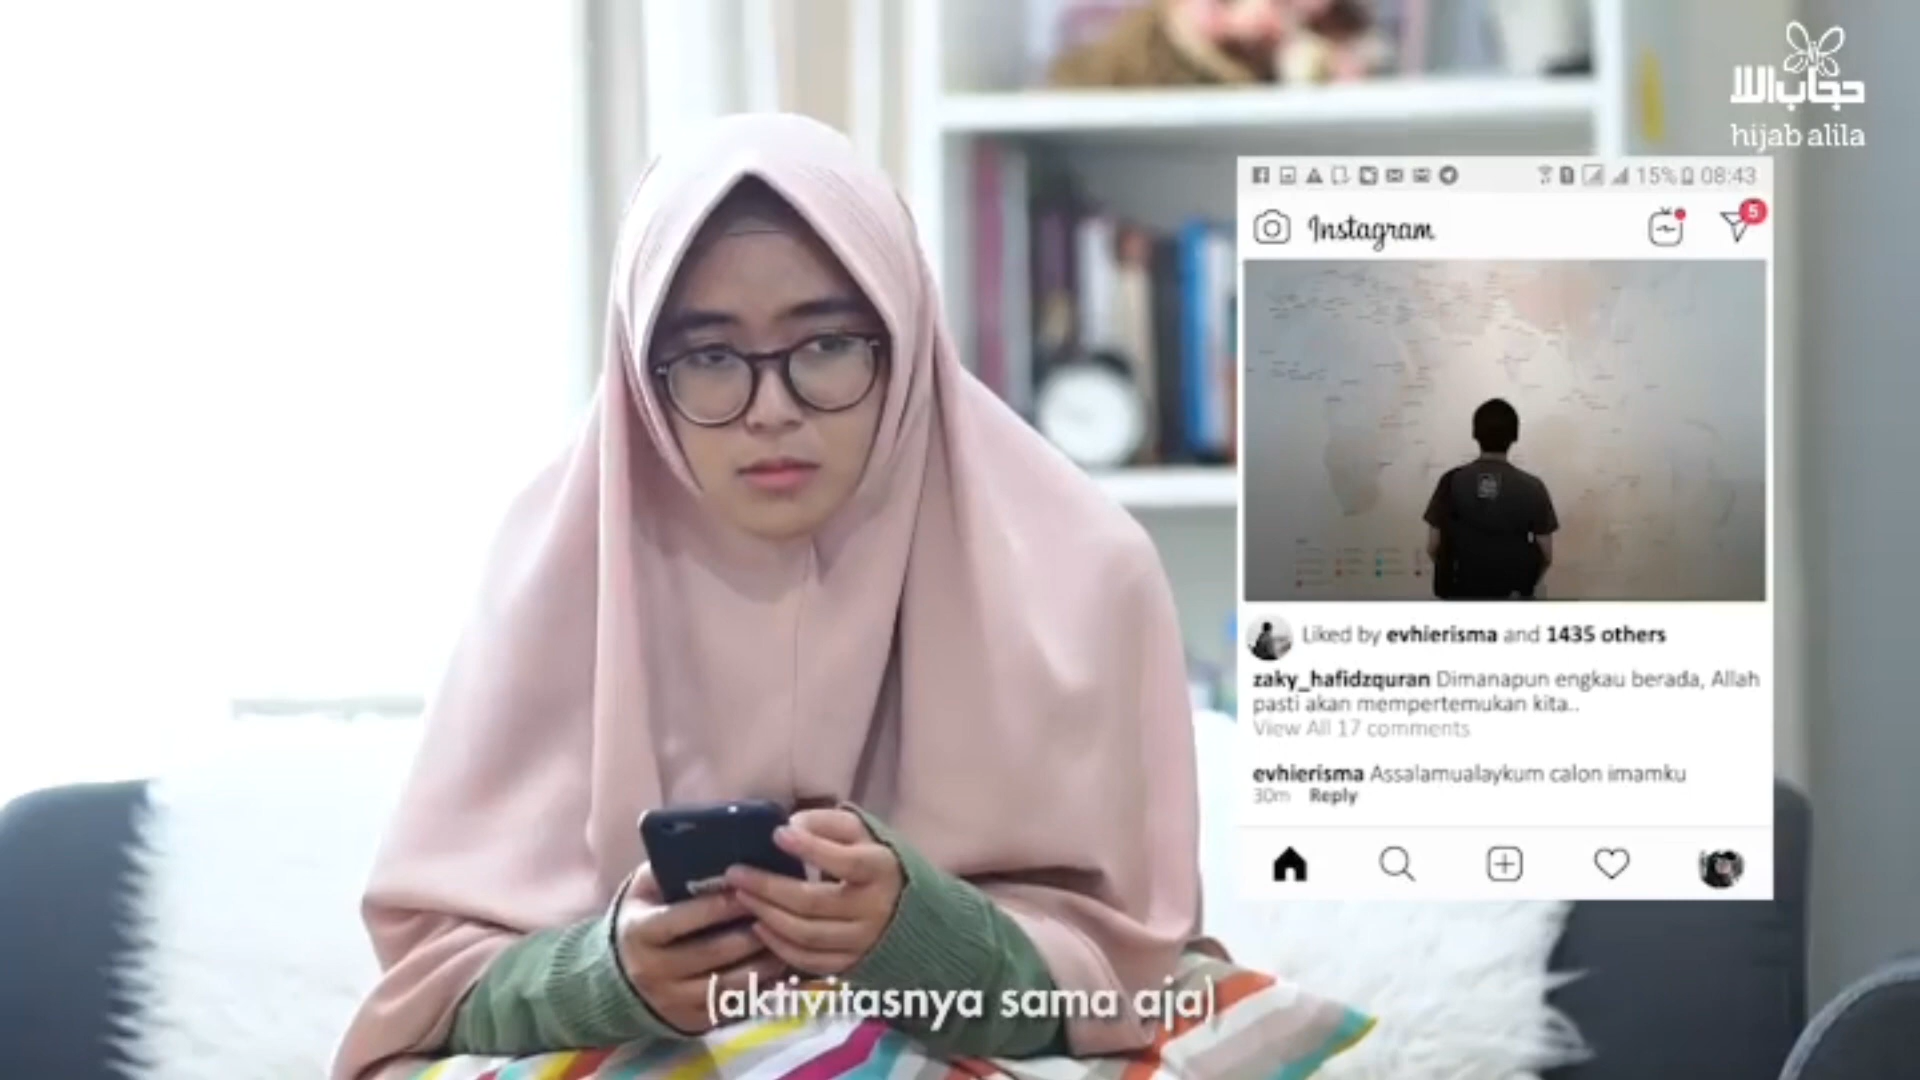 حجاب اللا
hijab alila
15% 08:43
Instagram
5
Liked by evhierisma and 1435 others
zaky_hafidzquran Dimanapun engkau berada, Allah
pasti akan mempertemukan kita..
View All 17 comments
evhierisma Assalamualaykum calon imamku
30m Reply
(aktivitasnya sama aja)